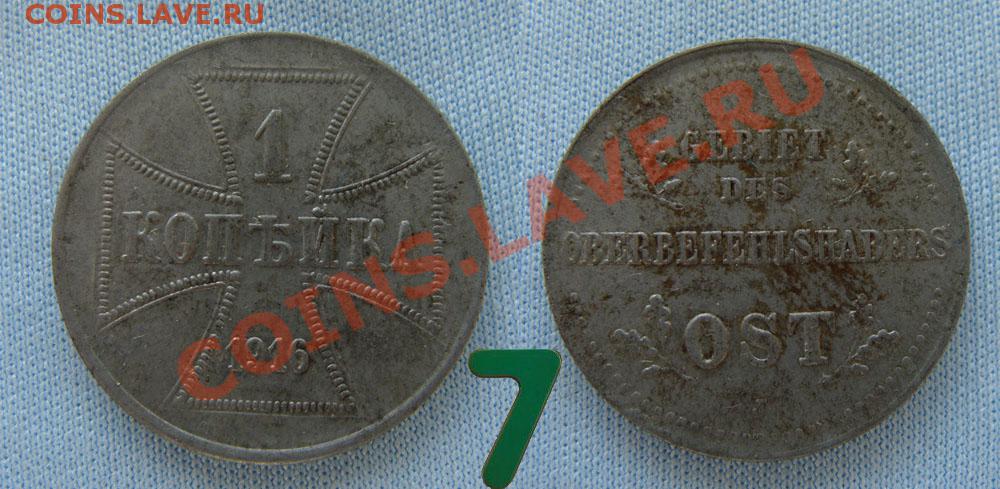 COINS.LAVE.RU
1
КОПѢЙКА
1916
GEBIET
DES
OBERBEFEHLSHABERS
OST
COINS.LAVE.RU
7